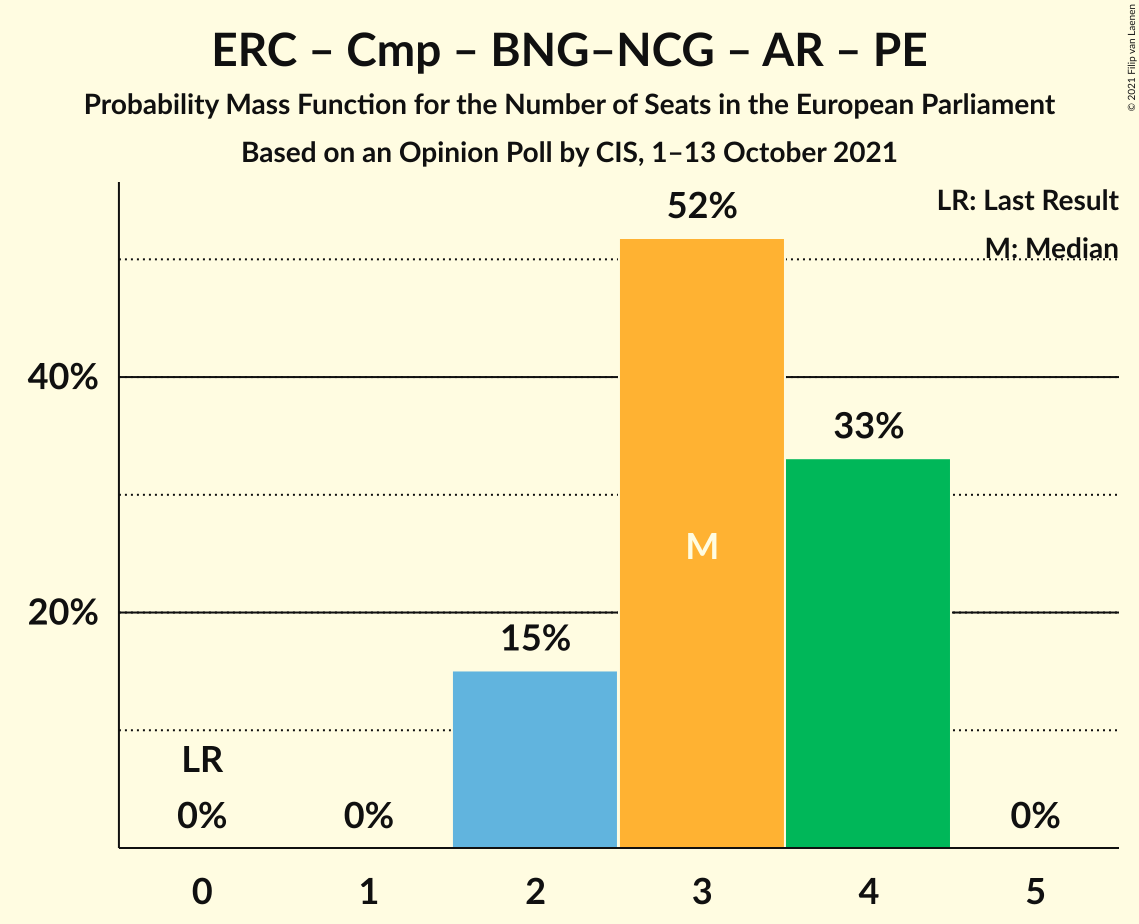 ERC – Cmp – BNG–NCG – AR – PE
Probability Mass Function for the Number of Seats in the European Parliament
Based on an Opinion Poll by CIS, 1–13 October 2021
© 2021 Filip van Laenen
LR: Last Result
M: Median
52%
40%
33%
M
20%
15%
LR
0%
0%
0%
0
1
2
3
4
5